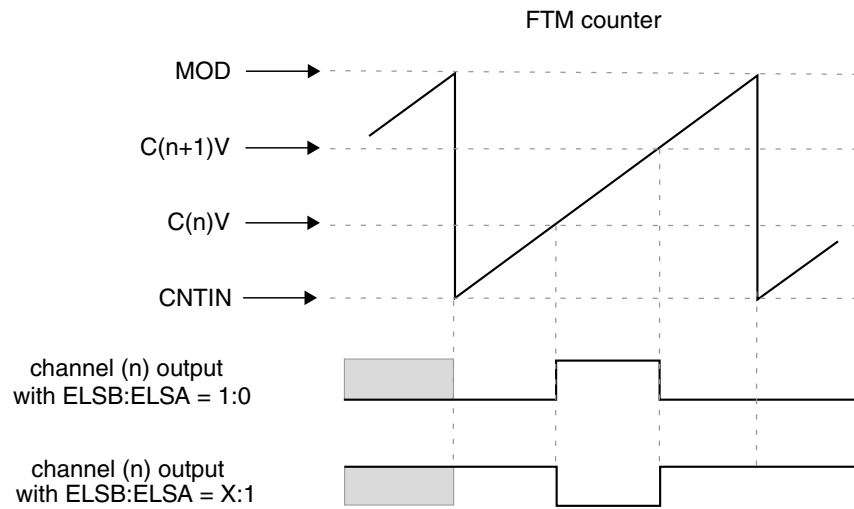 FTM counter
MOD
C(n+1)V
C(n)V
CNTIN
channel (n) output
with ELSB:ELSA = 1:0
channel (n) output
with ELSB:ELSA = X:1